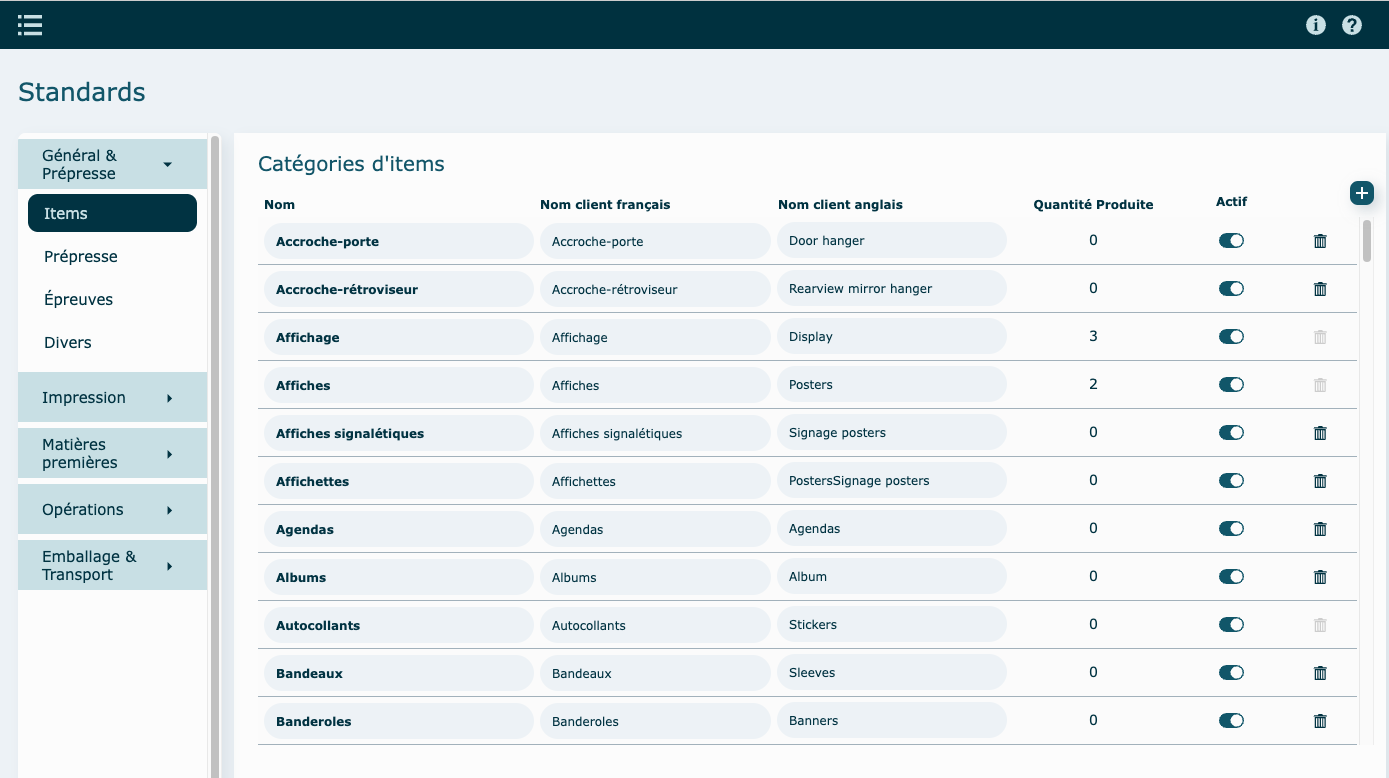 Standards
Général &
Prépresse
Items
Prépresse
Épreuves
Divers
Impression
Matières
premières
Opérations
Emballage &
Transport
Catégories d'items
Nom Nom client français Nom client anglais Quantité Produite Actif
Accroche-porte Accroche-porte Door hanger 0
Accroche-rétroviseur Accroche-rétroviseur Rearview mirror hanger 0
Affichage Affichage Display 3
Affiches Affiches Posters 2
Affiches signalétiques Affiches signalétiques Signage posters 0
Affichettes Affichettes PostersSignage posters 0
Agendas Agendas Agendas 0
Albums Albums Album 0
Autocollants Autocollants Stickers 0
Bandeaux Bandeaux Sleeves 0
Banderoles Banderoles Banners 0